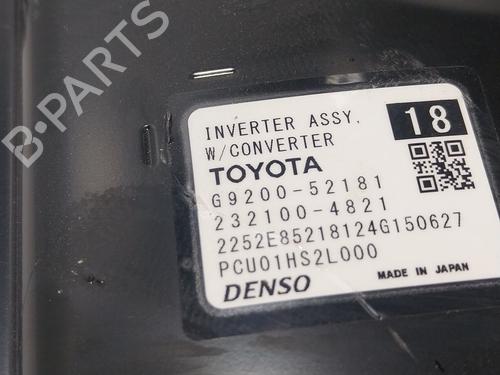 B-PARTS
INVERTER ASSY.
W/CONVERTER
18
TOYOTA
G9200-52181
232100-4821
2252E85218124G150627
PCU01HS2L000
MADE IN JAPAN
DENSO